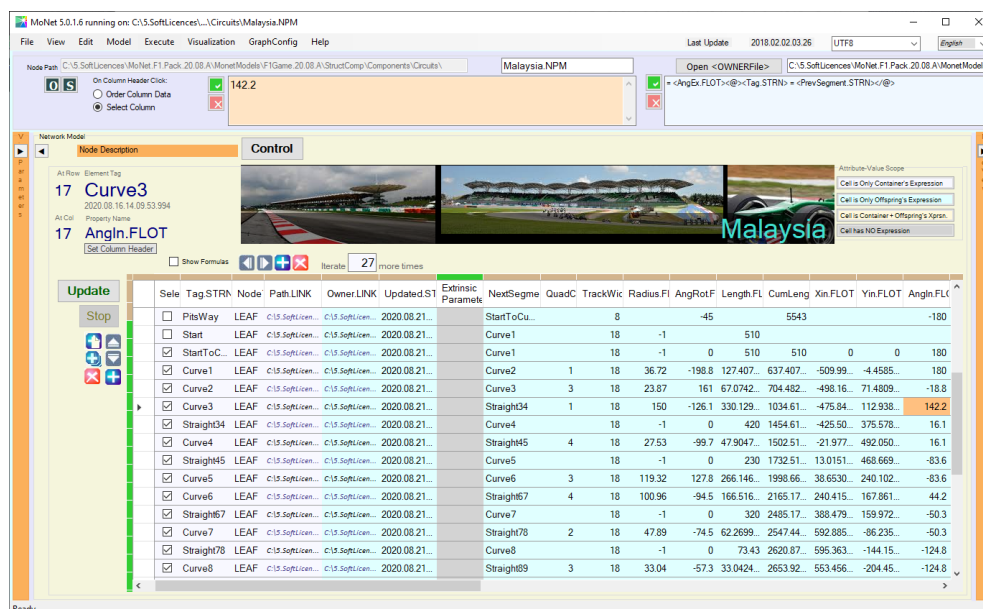 MoNet 5.0.1.6 running on: C:\5.SoftLicences\...\Circuits\Malaysia.NPM
File View Edit Model Execute Visualization GraphConfig Help Last Update 2018.02.02.03.26 UTF8 English
Node Path C:\5.SoftLicences\MoNet.F1.Pack.20.08.A\MonetModels\F1Game.20.08.A\StructComp\Components\Circuits\ Malaysia.NPM Open <OWNERFile> C:\5.SoftLicences\MoNet.F1.Pack.20.08.A\MonetModel
O S On Column Header Click: 142.2 = <AngEx.FLOT><@><Tag.STRN> = <PrevSegment.STRN></@>
Order Column Data
Select Column
Network Model
Node Description Control
At Row Element Tag Attribute-Value Scope
17 Curve3 Cell is Only Container's Expression
2020.08.16.14.09.53.994 Cell is Only Offspring's Expression
At Col Property Name Cell is Container + Offspring's Xprsn.
17 AngIn.FLOT Malaysia Cell has NO Expression
Set Column Header
Show Formulas Iterate 27 more times
Update Sele Tag.STRN Node Path.LINK Owner.LINK Updated.ST Extrinsic Paramete NextSegme QuadC TrackWic Radius.Fl AngRot.F Length.FL CumLeng Xin.FLOT Yin.FLOT AngIn.FLO
Stop PitsWay LEAF C:\5.SoftLicen... C:\5.SoftLicen... 2020.08.21... StartToCu... 8 -45 5543 -180
Start LEAF C:\5.SoftLicen... C:\5.SoftLicen... 2020.08.21... Curve1 18 -1 510
StartToC... LEAF C:\5.SoftLicen... C:\5.SoftLicen... 2020.08.21... Curve1 18 -1 0 510 510 0 0 180
Curve1 LEAF C:\5.SoftLicen... C:\5.SoftLicen... 2020.08.21... Curve2 1 18 36.72 -198.8 127.407... 637.407... -509.99... -4.4585... 180
Curve2 LEAF C:\5.SoftLicen... C:\5.SoftLicen... 2020.08.21... Curve3 3 18 23.87 161 67.0742... 704.482... -498.16... 71.4809... -18.8
Curve3 LEAF C:\5.SoftLicen... C:\5.SoftLicen... 2020.08.21... Straight34 1 18 150 -126.1 330.129... 1034.61... -475.84... 112.938... 142.2
Straight34 LEAF C:\5.SoftLicen... C:\5.SoftLicen... 2020.08.21... Curve4 18 -1 0 420 1454.61... -425.50... 375.578... 16.1
Curve4 LEAF C:\5.SoftLicen... C:\5.SoftLicen... 2020.08.21... Straight45 4 18 27.53 -99.7 47.9047... 1502.51... -21.977... 492.050... 16.1
Straight45 LEAF C:\5.SoftLicen... C:\5.SoftLicen... 2020.08.21... Curve5 18 -1 0 230 1732.51... 13.0151... 468.669... -83.6
Curve5 LEAF C:\5.SoftLicen... C:\5.SoftLicen... 2020.08.21... Curve6 3 18 119.32 127.8 266.146... 1998.66... 38.6530... 240.102... -83.6
Curve6 LEAF C:\5.SoftLicen... C:\5.SoftLicen... 2020.08.21... Straight67 4 18 100.96 -94.5 166.516... 2165.17... 240.415... 167.861... 44.2
Straight67 LEAF C:\5.SoftLicen... C:\5.SoftLicen... 2020.08.21... Curve7 18 -1 0 320 2485.17... 388.479... 159.972... -50.3
Curve7 LEAF C:\5.SoftLicen... C:\5.SoftLicen... 2020.08.21... Straight78 2 18 47.89 -74.5 62.2699... 2547.44... 592.885... -86.235... -50.3
Straight78 LEAF C:\5.SoftLicen... C:\5.SoftLicen... 2020.08.21... Curve8 18 -1 0 73.43 2620.87... 595.363... -144.15... -124.8
Curve8 LEAF C:\5.SoftLicen... C:\5.SoftLicen... 2020.08.21... Straight89 3 18 33.04 -57.3 33.0424... 2653.92... 553.456... -204.45... -124.8